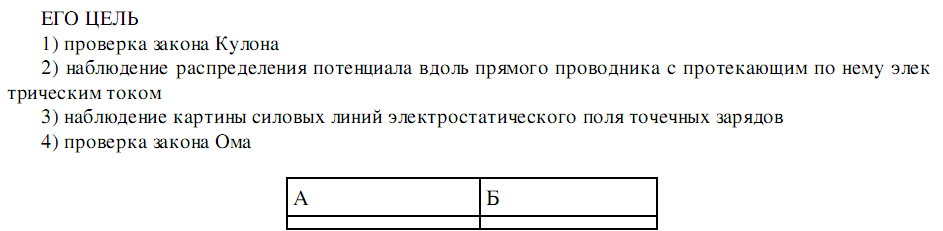 ЕГО ЦЕЛЬ
1) проверка закона Кулона
2) наблюдение распределения потенциала вдоль прямого проводника с протекающим по нему элек
трическим током
3) наблюдение картины силовых линий электростатического поля точечных зарядов
4) проверка закона Ома
А Б